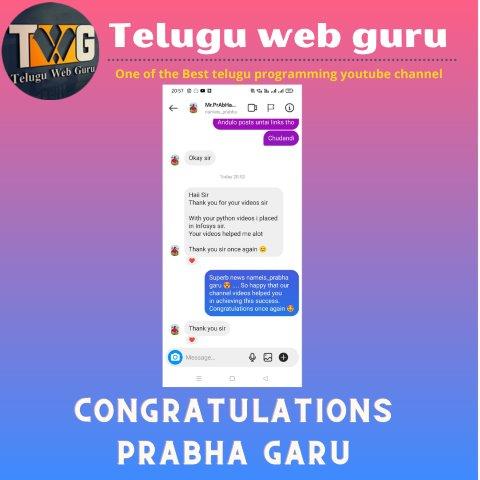 TWG
Telugu Web Guru
Telugu web guru
One of the Best telugu programming youtube channel
20:57
Mr.PrAbHa...
nameis_prabha
Andulo posts untai links tho
Chudandi
Okay sir
Today 20:52
Haii Sir
Thank you for your videos sir
With your python videos i placed
in Infosys sir.
Your videos helped me alot
Thank you sir once again 😊
❤️
Superb news nameis_prabha
garu 😍 .... So happy that our
channel videos helped you
in achieving this success.
Congratulations once again 🤩
Thank you sir
❤️
Message...
CONGRATULATIONS
PRABHA GARU